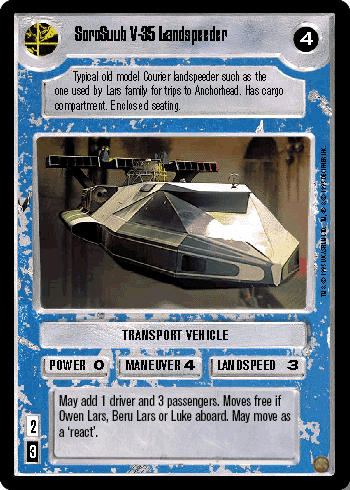 SoroSuub V-35 Landspeeder
4
Typical old model Courier landspeeder such as the
one used by Lars family for trips to Anchorhead. Has cargo
compartment. Enclosed seating.
TRANSPORT VEHICLE
POWER 0 MANEUVER 4 LANDSPEED 3
May add 1 driver and 3 passengers. Moves free if
Owen Lars, Beru Lars or Luke aboard. May move as
a 'react'.
2
3